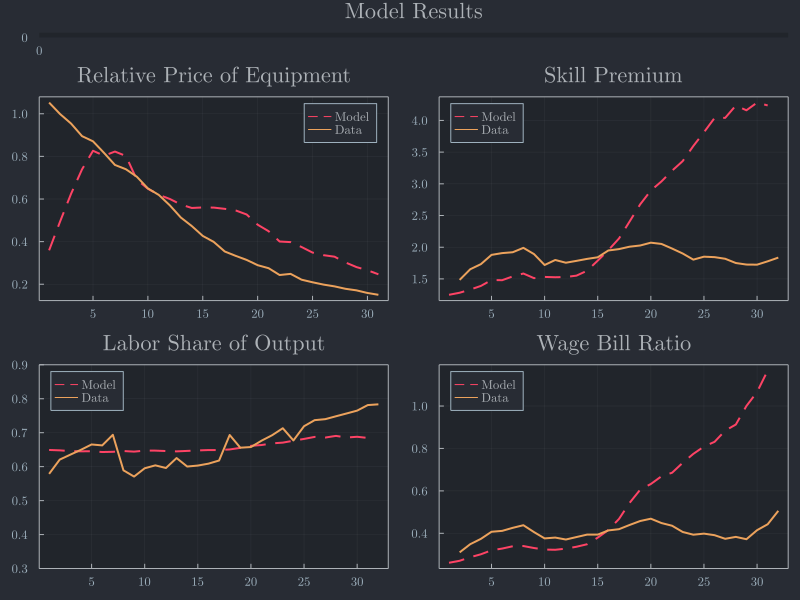 Model Results
0
0
Relative Price of Equipment
Model
Data
1.0
0.8
0.6
0.4
0.2
5 10 15 20 25 30
Skill Premium
Model
Data
4.0
3.5
3.0
2.5
2.0
1.5
5 10 15 20 25 30
Labor Share of Output
Model
Data
0.9
0.8
0.7
0.6
0.5
0.4
0.3
5 10 15 20 25 30
Wage Bill Ratio
Model
Data
1.0
0.8
0.6
0.4
5 10 15 20 25 30